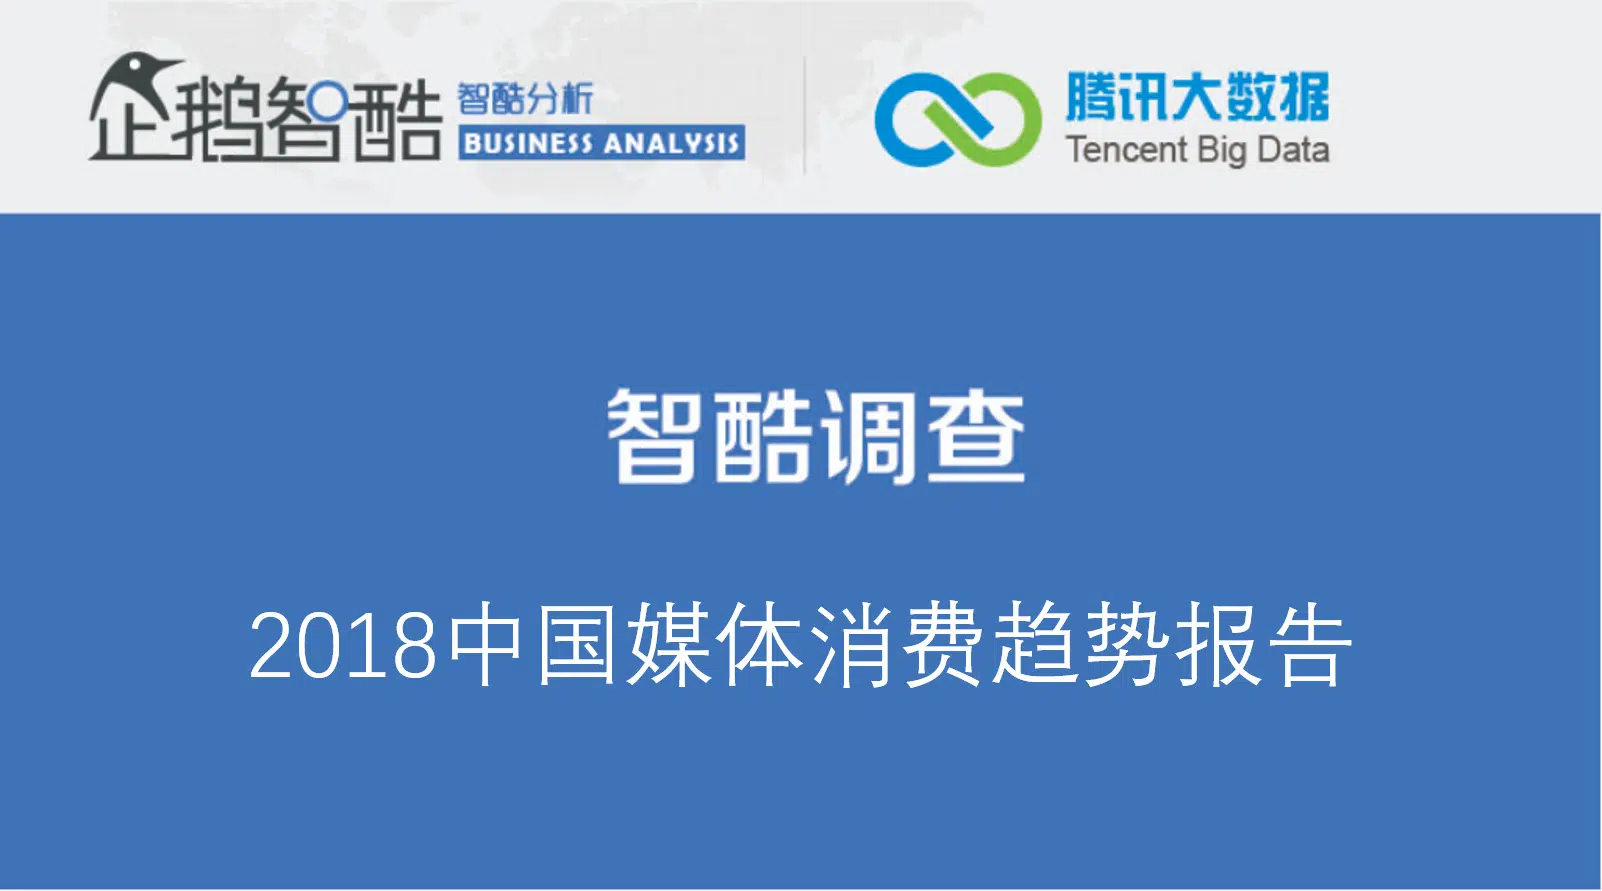 企鹅智酷
智酷分析
BUSINESS ANALYSIS
腾讯大数据
Tencent Big Data
智酷调查
2018中国媒体消费趋势报告